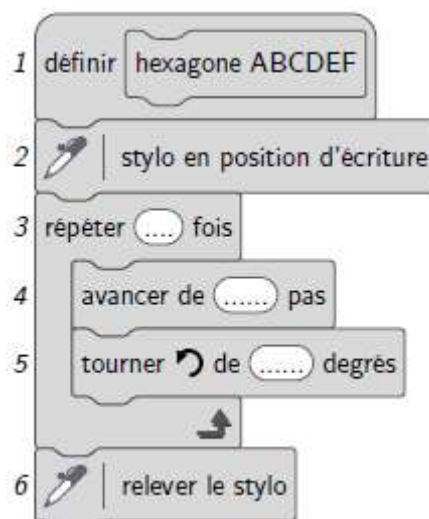 1 définir hexagone ABCDEF
2 stylo en position d'écriture
3 répéter .... fois
4 avancer de ...... pas
5 tourner de ...... degrés
6 relever le stylo